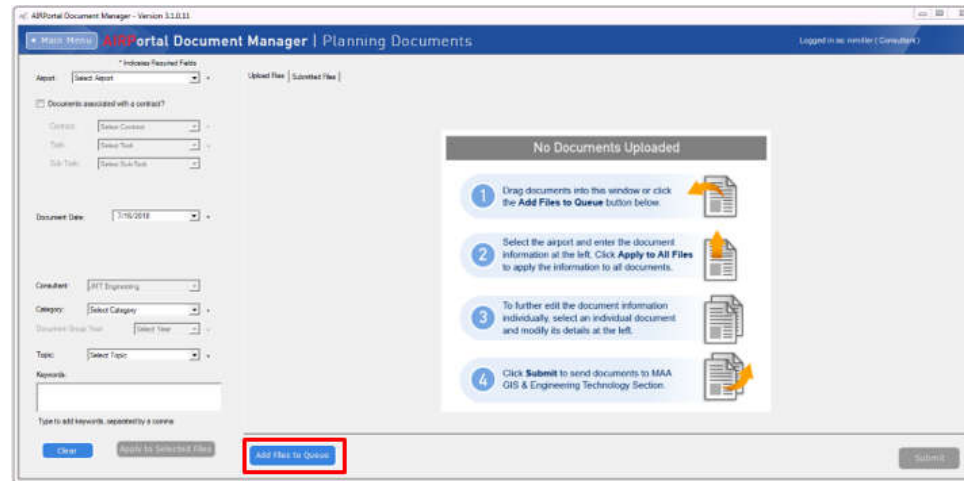 AIRPortal Document Manager - Version 3.1.0.11
Main Menu
AIRPortal Document Manager | Planning Documents
Logged in as: nmiller ( Consultant )
* Indicates Required Fields
Airport: Select Airport *
Upload Files | Submitted Files |
Documents associated with a contract?
Contract: Select Contract *
Task: Select Task *
Sub Task: Select Sub Task
Document Date: 7/16/2018 *
Consultant: JMT Engineering
Category: Select Category *
Document Group Year: Select Year *
Topic: Select Topic *
Keywords:
Type to add keywords, separated by a comma
Clear
Apply to Selected Files
No Documents Uploaded
1
Drag documents into this window or click
the Add Files to Queue button below.
2
Select the airport and enter the document
information at the left. Click Apply to All Files
to apply the information to all documents.
3
To further edit the document information
individually, select an individual document
and modify its details at the left.
4
Click Submit to send documents to MAA
GIS & Engineering Technology Section.
Add Files to Queue
Submit